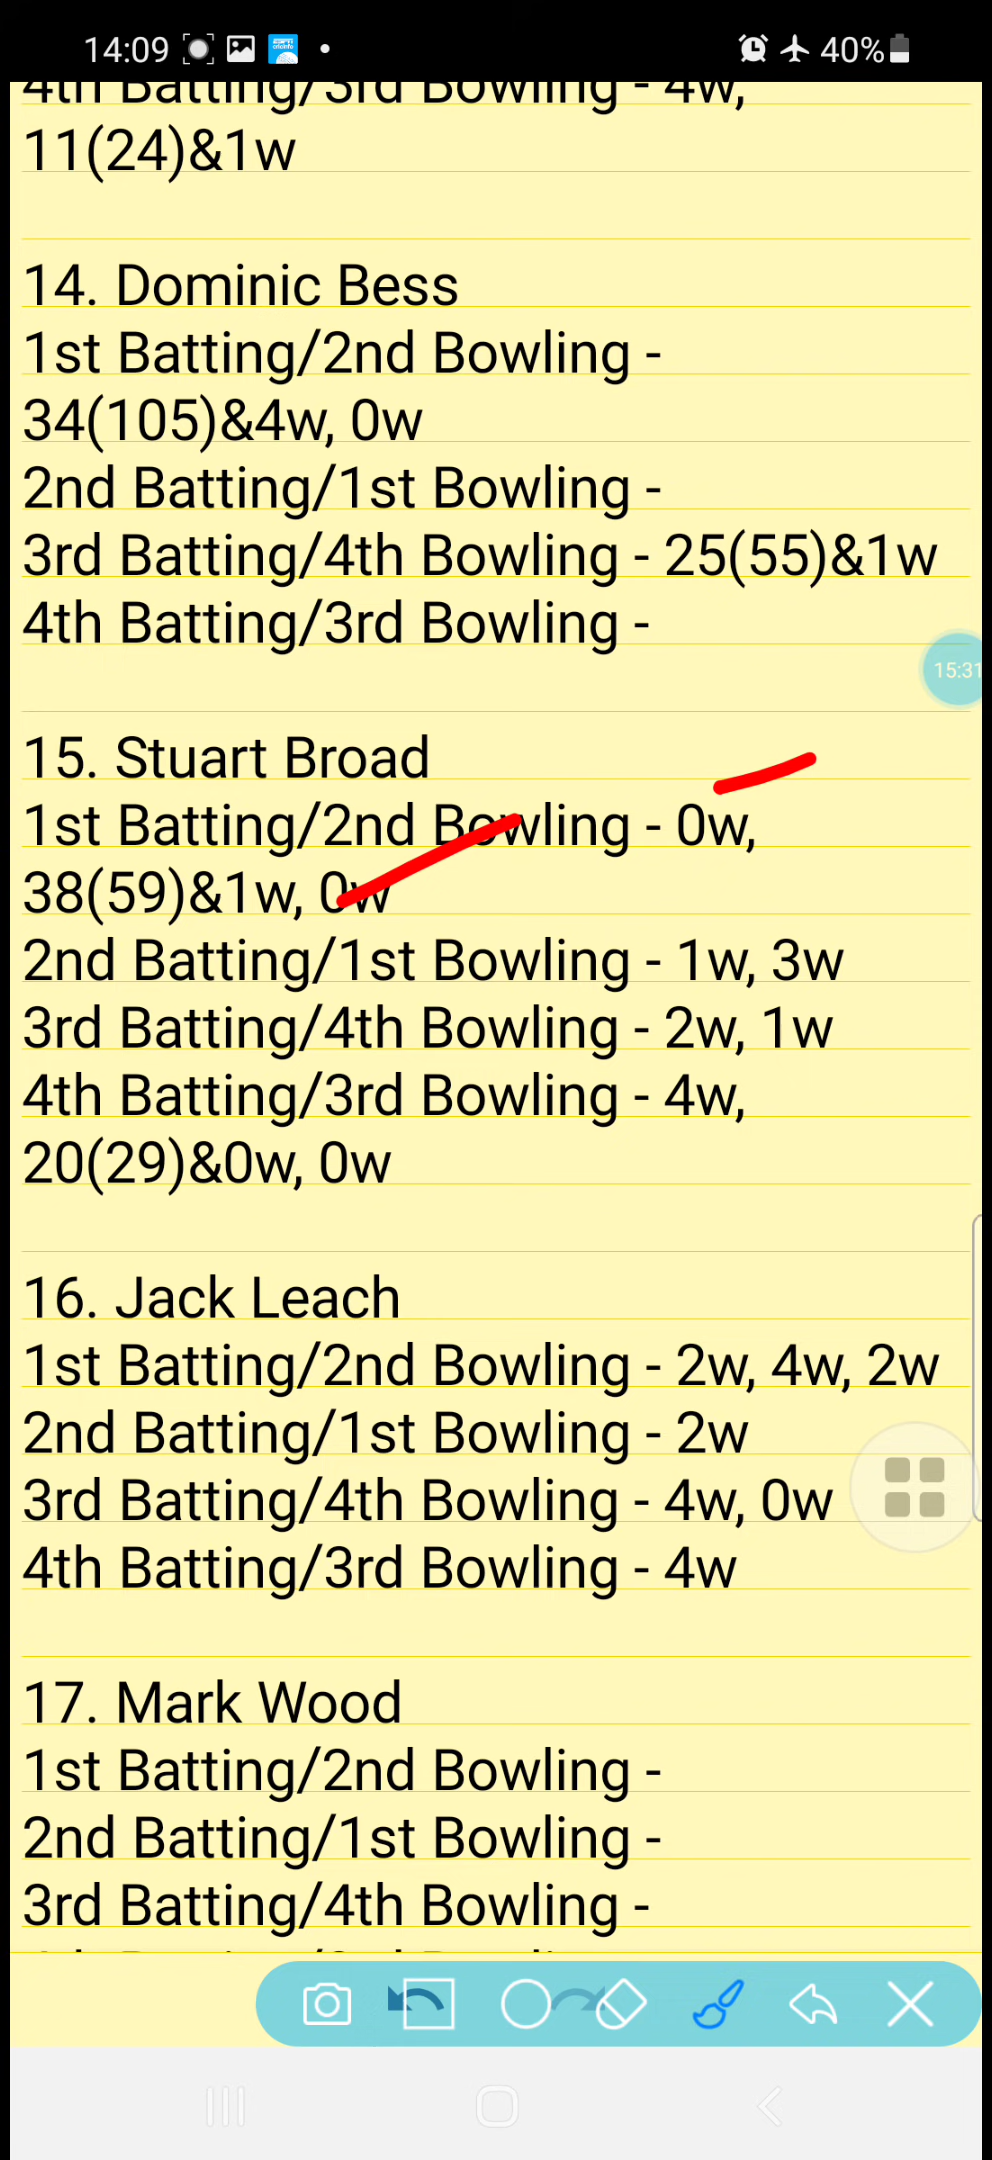 14:09
40%
4th Batting/3rd Bowling - 4w,
11(24)&1w
14. Dominic Bess
1st Batting/2nd Bowling -
34(105)&4w, 0w
2nd Batting/1st Bowling -
3rd Batting/4th Bowling - 25(55)&1w
4th Batting/3rd Bowling -
15:31
15. Stuart Broad
1st Batting/2nd Bowling - 0w,
38(59)&1w, 0w
2nd Batting/1st Bowling - 1w, 3w
3rd Batting/4th Bowling - 2w, 1w
4th Batting/3rd Bowling - 4w,
20(29)&0w, 0w
16. Jack Leach
1st Batting/2nd Bowling - 2w, 4w, 2w
2nd Batting/1st Bowling - 2w
3rd Batting/4th Bowling - 4w, 0w
4th Batting/3rd Bowling - 4w
17. Mark Wood
1st Batting/2nd Bowling -
2nd Batting/1st Bowling -
3rd Batting/4th Bowling -